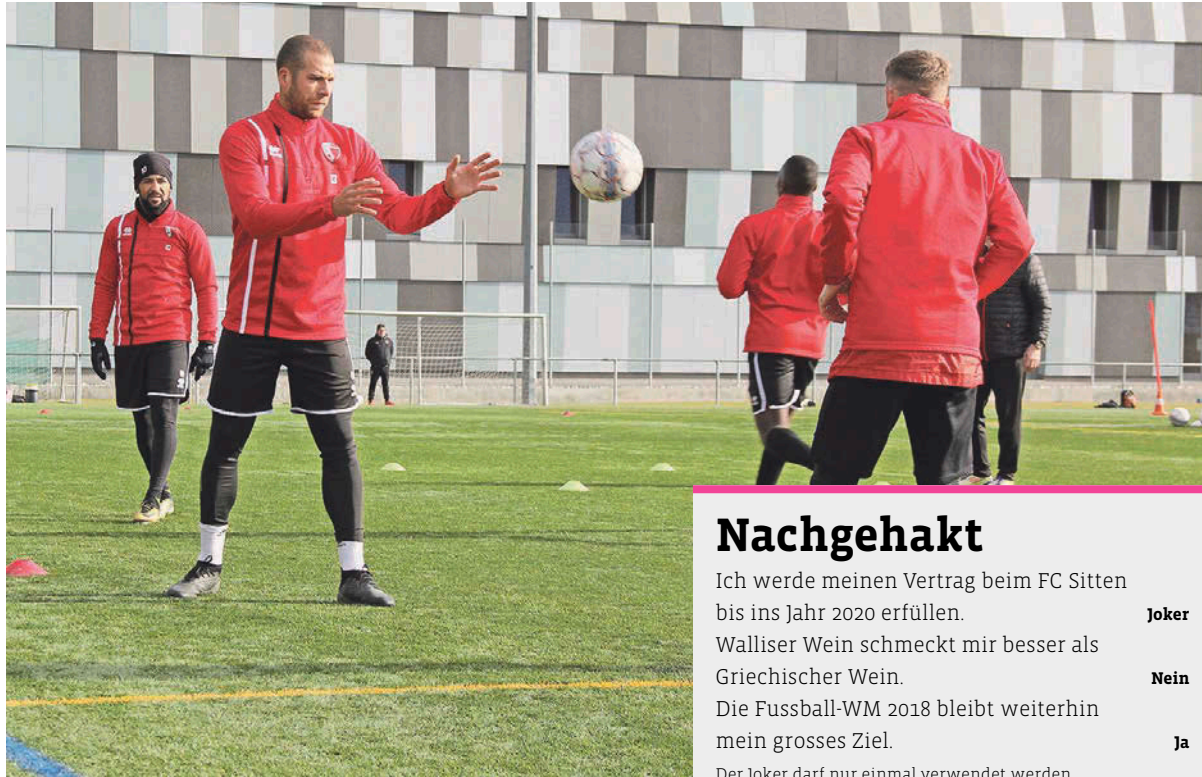 Nachgehakt
Ich werde meinen Vertrag beim FC Sitten
bis ins Jahr 2020 erfüllen. Joker
Walliser Wein schmeckt mir besser als
Griechischer Wein. Nein
Die Fussball-WM 2018 bleibt weiterhin
mein grosses Ziel. Ja
Der Joker darf nur einmal verwendet werden